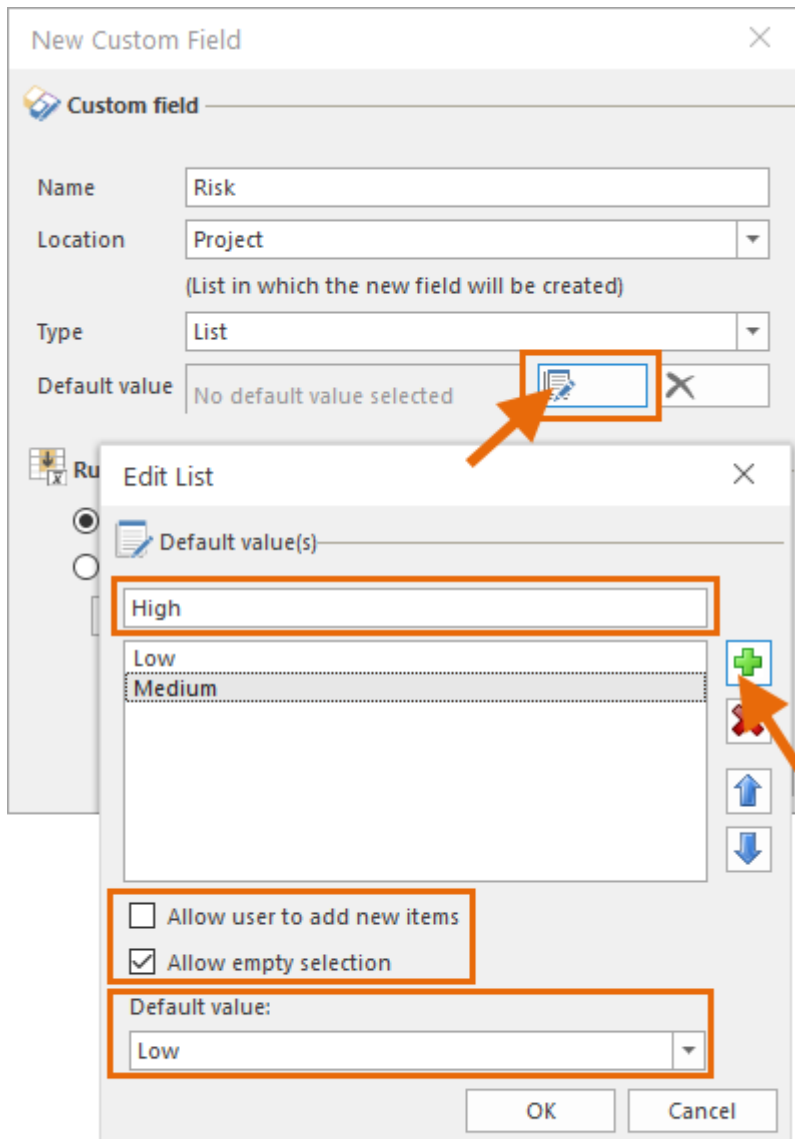 New Custom Field
Custom field
Name Risk
Location Project
(List in which the new field will be created)
Type List
Default value No default value selected
Ru
Edit List
Default value(s)
High
Low
Medium
Allow user to add new items
Allow empty selection
Default value:
Low
OK Cancel